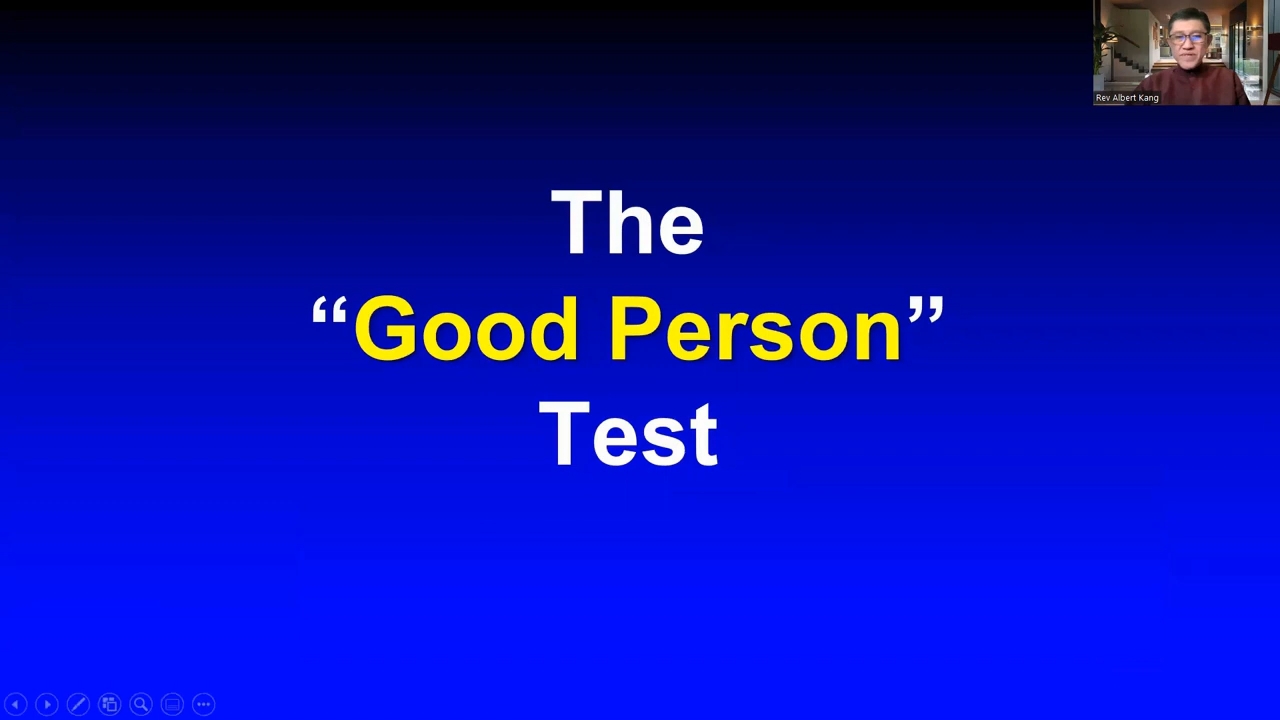 Rev Albert Kang
The
“Good Person”
Test